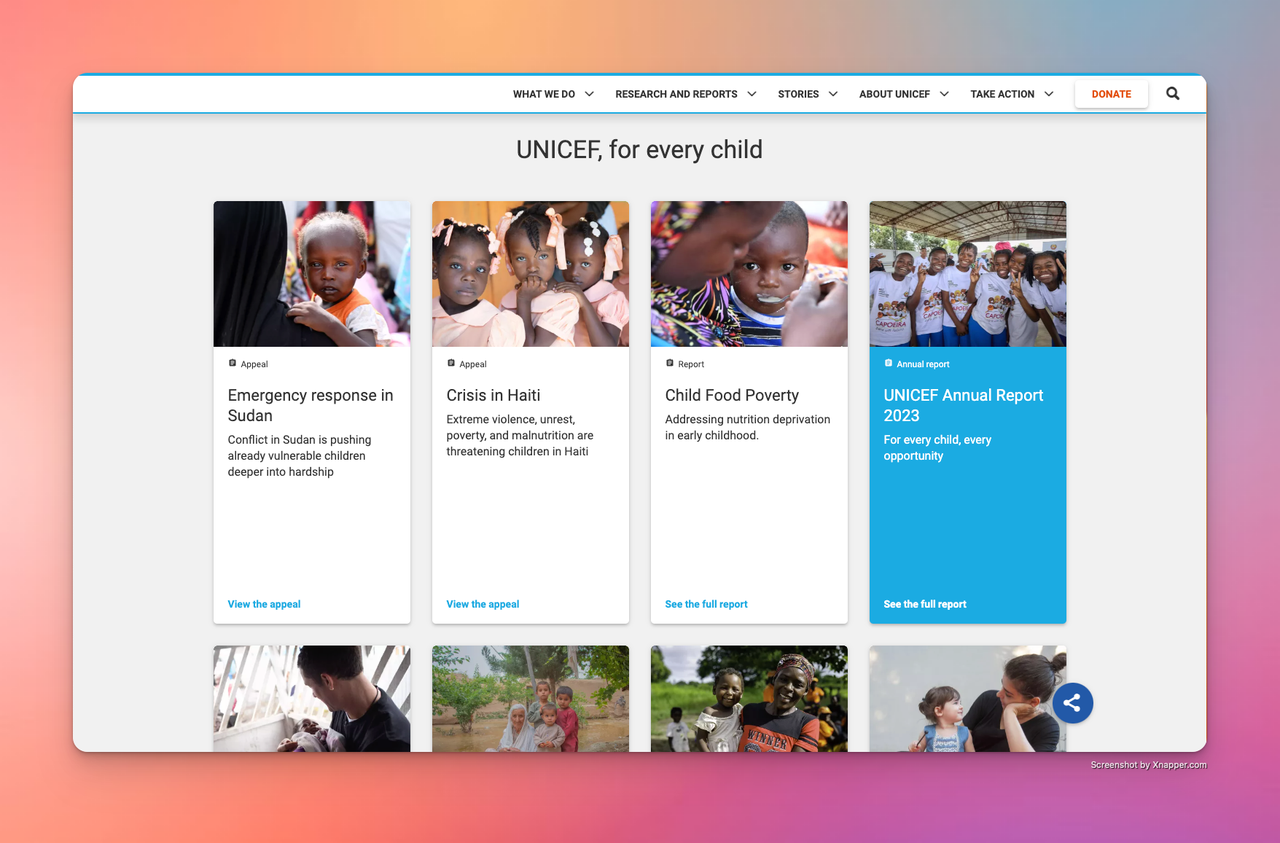 WHAT WE DO
RESEARCH AND REPORTS
STORIES
ABOUT UNICEF
TAKE ACTION
DONATE
UNICEF, for every child
Appeal
Emergency response in
Sudan
Conflict in Sudan is pushing
already vulnerable children
deeper into hardship
View the appeal
Appeal
Crisis in Haiti
Extreme violence, unrest,
poverty, and malnutrition are
threatening children in Haiti
View the appeal
Report
Child Food Poverty
Addressing nutrition deprivation
in early childhood.
See the full report
CAPOEIRA
Annual report
UNICEF Annual Report
2023
For every child, every
opportunity
See the full report
WINNER
Screenshot by Xnapper.com